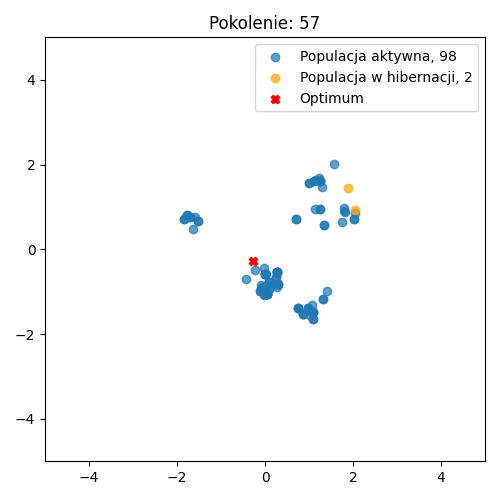 Pokolenie: 57
Populacja aktywna, 98
Populacja w hibernacji, 2
Optimum
4
2
0
−2
−4
−4 −2 0 2 4